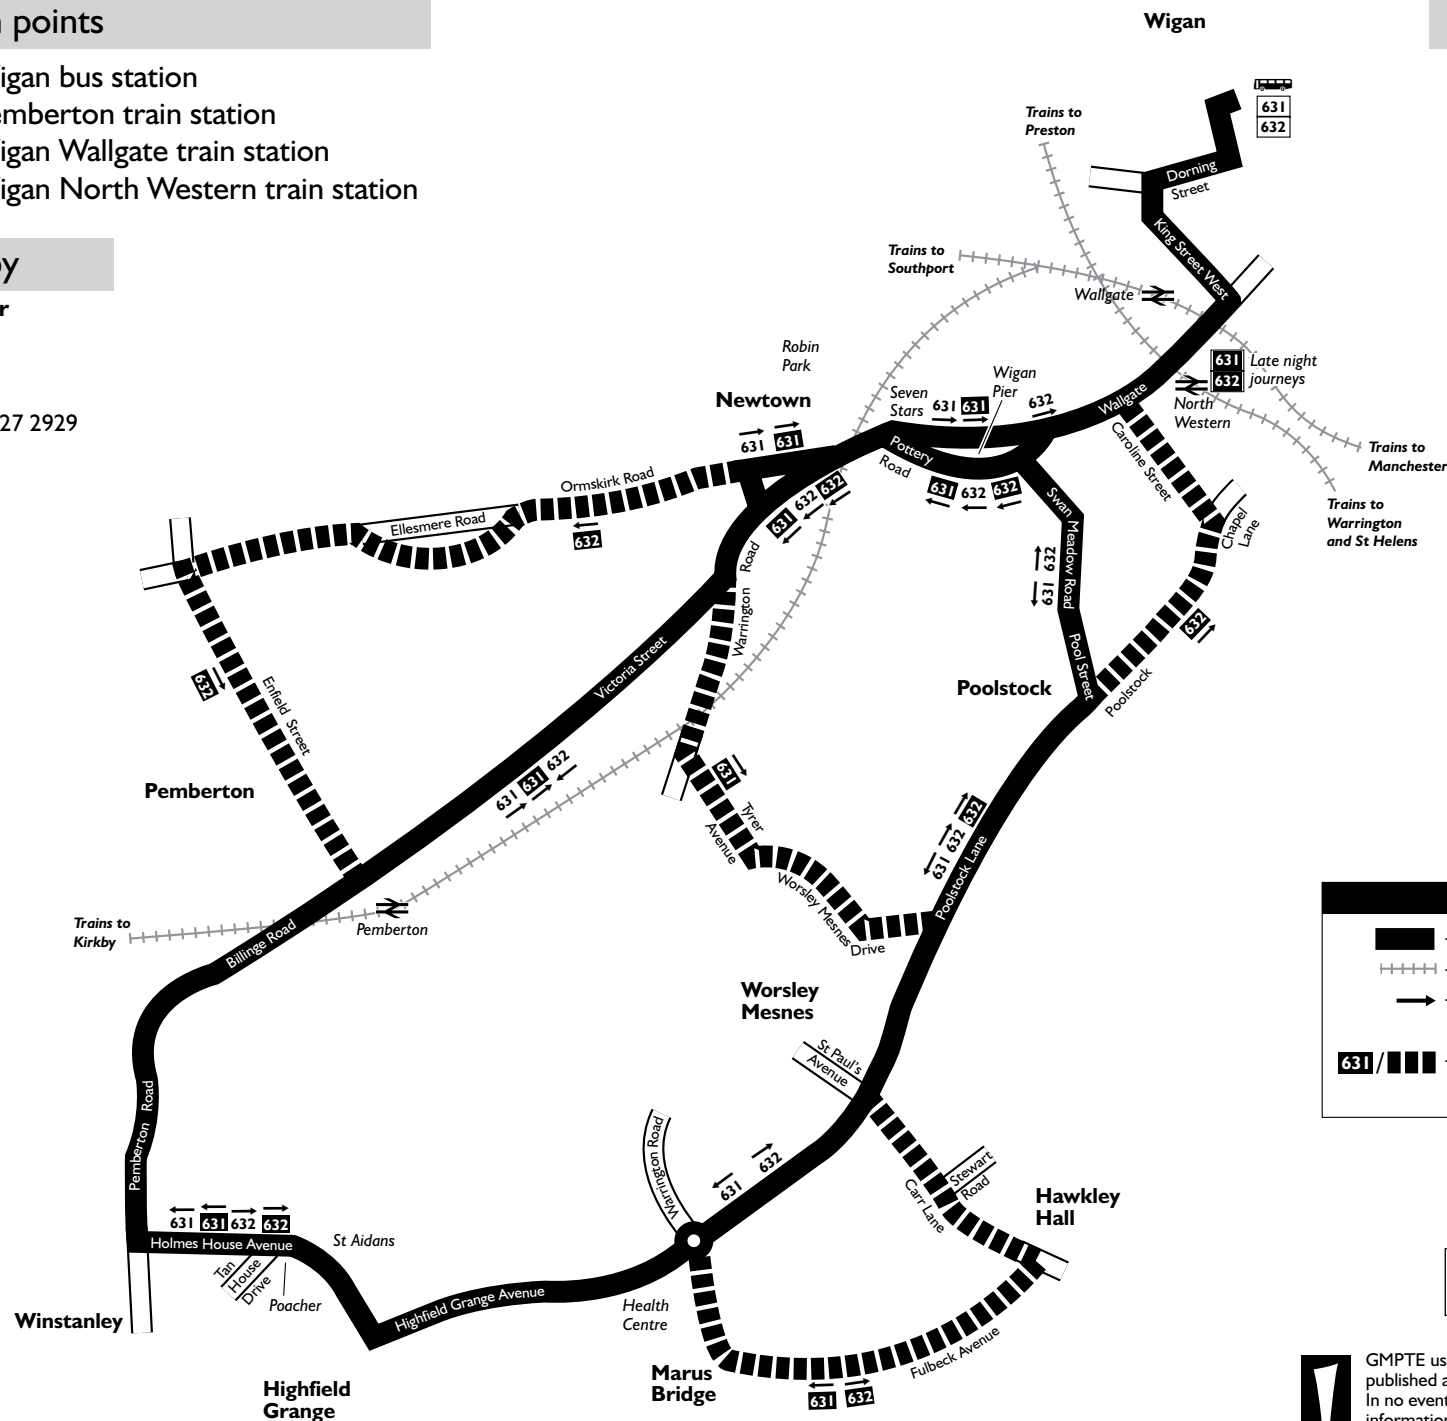 points
igan bus station
emberton train station
igan Wallgate train station
igan North Western train station
by
r
27 2929
Wigan
631
632
Trains to
Preston
Dorning
Street
King Street West
Trains to
Southport
Wallgate
Robin
Park
Newtown
Seven
Stars
631 631
Wigan
Pier
632
Wallgate
631
632
Late night
journeys
North
Western
Trains to
Manchester
Trains to
Warrington
and St Helens
Caroline Street
Chapel
Lane
631 631
Pottery
Road
631 632 632
631 632 632
Ormskirk Road
Ellesmere Road
632
Swan Meadow Road
631 632
Pool Street
Poolstock
Poolstock
632
Warrington Road
Victoria Street
632
Enfield Street
Pemberton
631 631 632
631
Tyrer
Avenue
Worsley Mesnes
Drive
631 632 632
Poolstock Lane
Trains to
Kirkby
Pemberton
Billinge Road
Worsley
Mesnes
St Paul's
Avenue
631/
Pemberton Road
Warrington Road
631 632
Stewart
Road
Carr Lane
Hawkley
Hall
631 631 632 632
Holmes House Avenue
St Aidans
Tan
House
Drive
Poacher
Winstanley
Highfield Grange Avenue
Health
Centre
Marus
Bridge
Fulbeck Avenue
631 632
Highfield
Grange
GMPTE us
published a
In no event
information